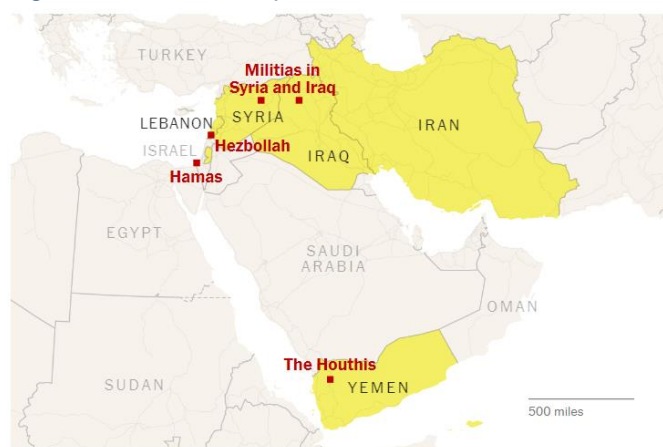 TURKEY
Militias in
Syria and Iraq
SYRIA
LEBANON
Hezbollah
IRAN
ISRAEL
IRAQ
Hamas
EGYPT
SAUDI
ARABIA
OMAN
The Houthis
YEMEN
SUDAN
500 miles